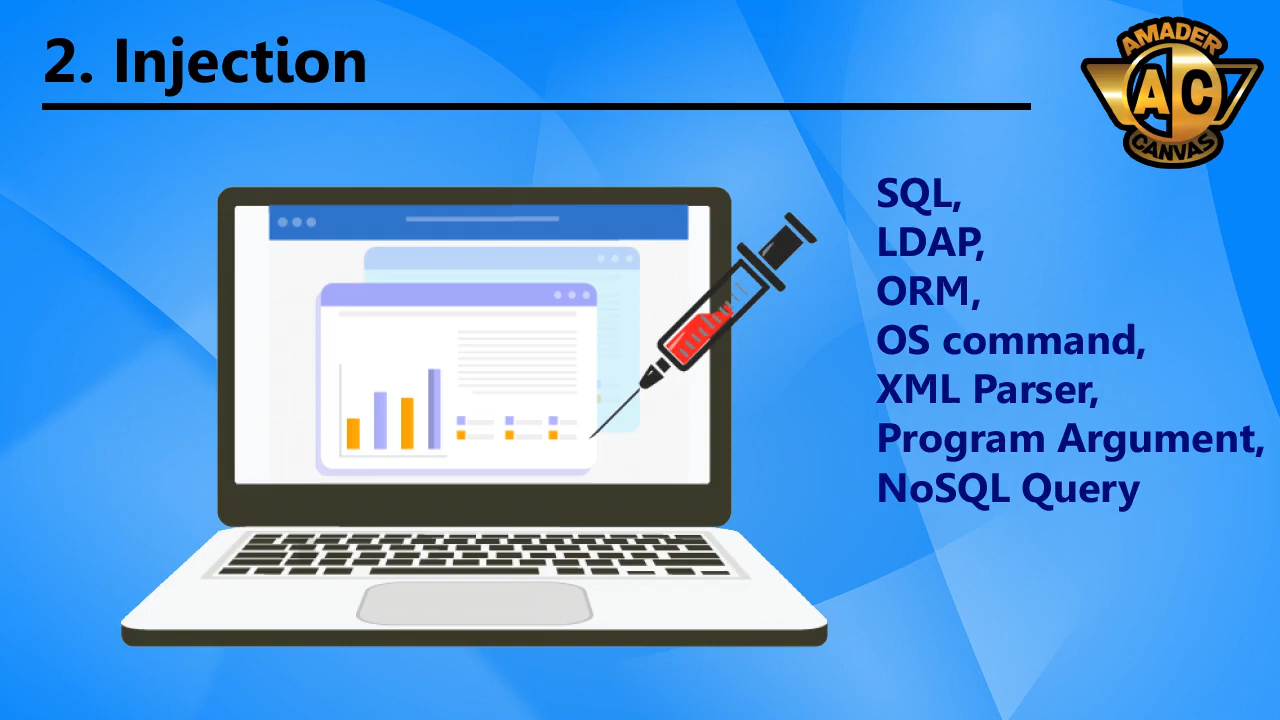 2. Injection
AMADER
AC
CANVAS
SQL,
LDAP,
ORM,
OS command,
XML Parser,
Program Argument,
NoSQL Query